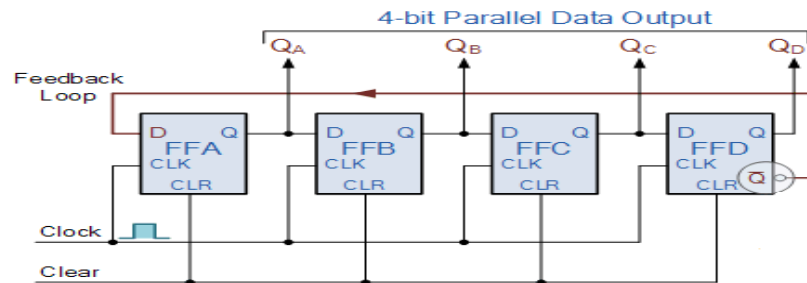 4-bit Parallel Data Output
QA QB QC QD
Feedback
Loop
D Q D Q D Q D Q
FFA FFB FFC FFD
CLK CLK CLK CLK
CLR CLR CLR CLR Q̅
Clock
Clear